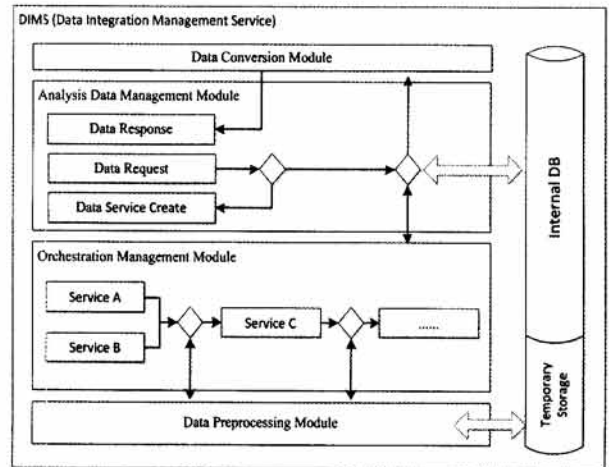 DIMS (Data Integration Management Service)
Data Conversion Module
Analysis Data Management Module
Data Response
Data Request
Data Service Create
Internal DB
Orchestration Management Module
Service A
Service B
Service C
......
Temporary
Storage
Data Preprocessing Module